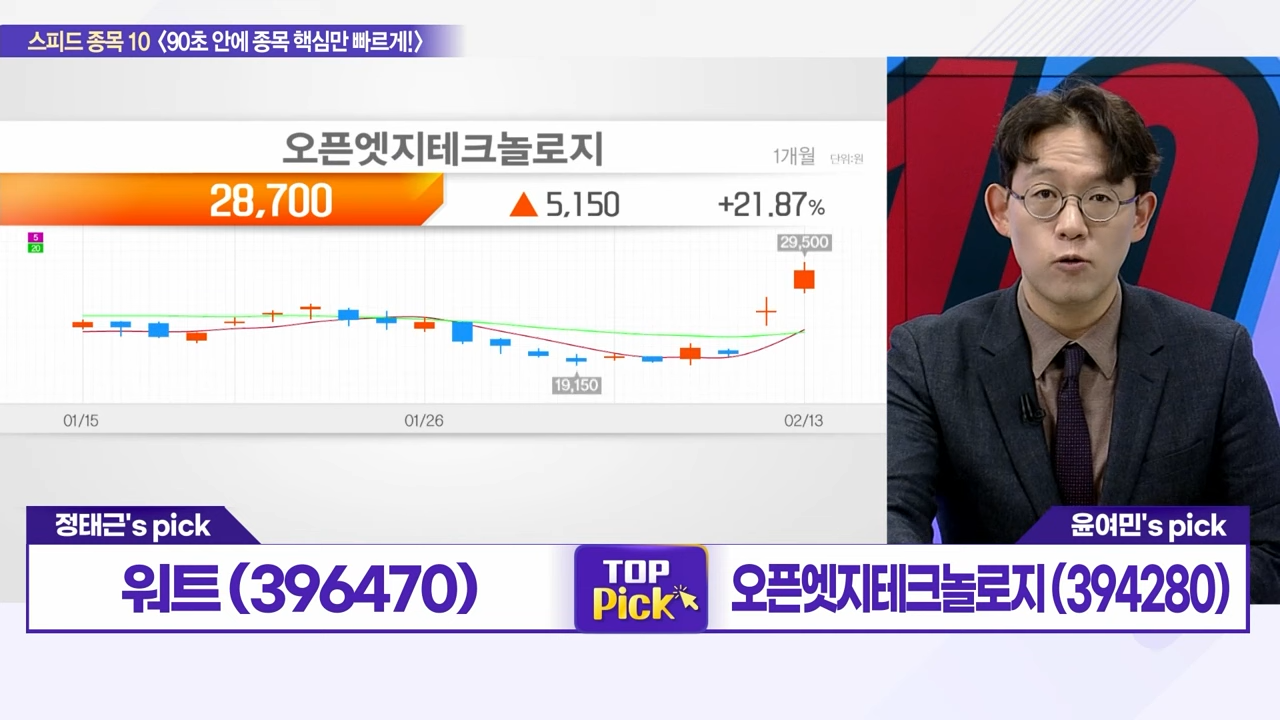 스피드 종목 10 〈90초 안에 종목 핵심만 빠르게!〉
오픈엣지테크놀로지
1개월 단위:원
28,700 ▲ 5,150 +21.87%
5
20
29,500
19,150
01/15 01/26 02/13
정태근's pick
윤여민's pick
워트(396470)
TOP
Pick
오픈엣지테크놀로지(394280)